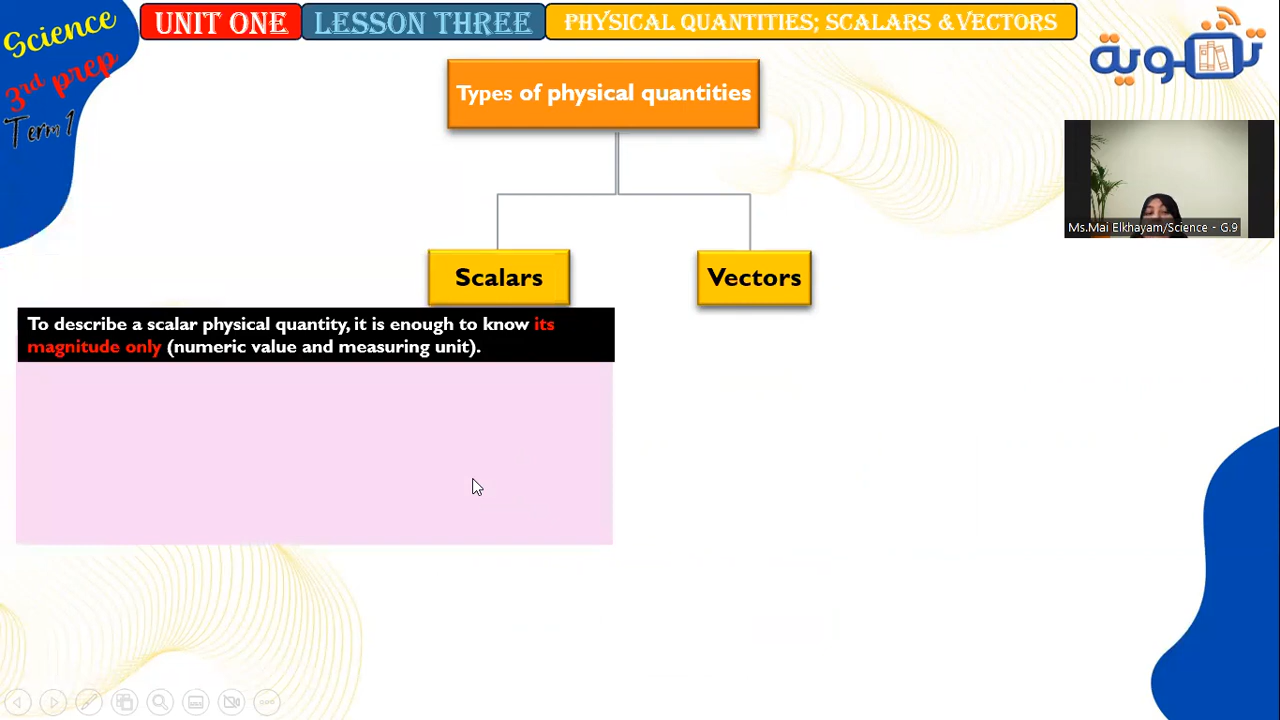 Science
3rd prep
Term 1
UNIT ONE
LESSON THREE
PHYSICAL QUANTITIES; SCALARS &VECTORS
تقوية
Ms.Mai Elkhayam/Science - G.9
Types of physical quantities
Scalars
Vectors
To describe a scalar physical quantity, it is enough to know its
magnitude only (numeric value and measuring unit).